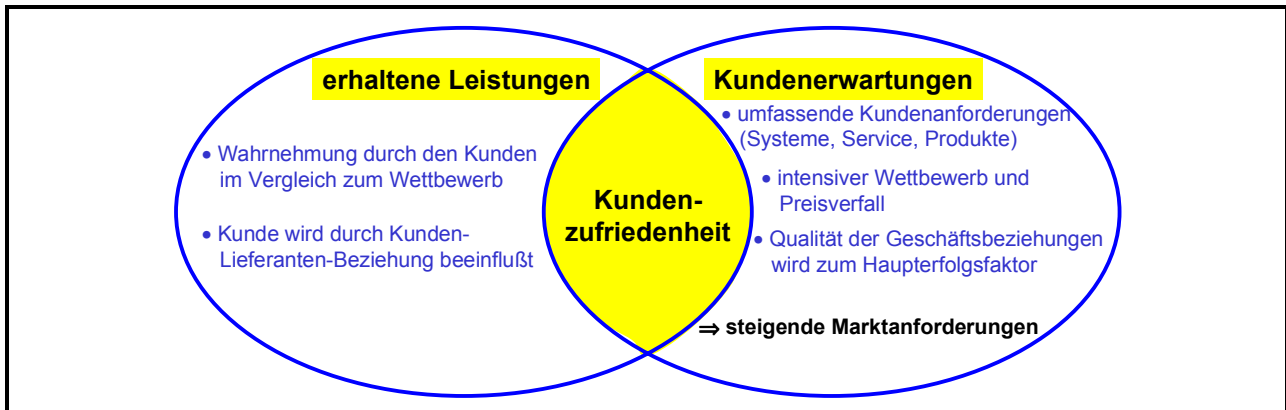 erhaltene Leistungen
• Wahrnehmung durch den Kunden
im Vergleich zum Wettbewerb
• Kunde wird durch Kunden-
Lieferanten-Beziehung beeinflußt
Kunden-
zufriedenheit
Kundenerwartungen
• umfassende Kundenanforderungen
(Systeme, Service, Produkte)
• intensiver Wettbewerb und
Preisverfall
• Qualität der Geschäftsbeziehungen
wird zum Haupterfolgsfaktor
⇒ steigende Marktanforderungen